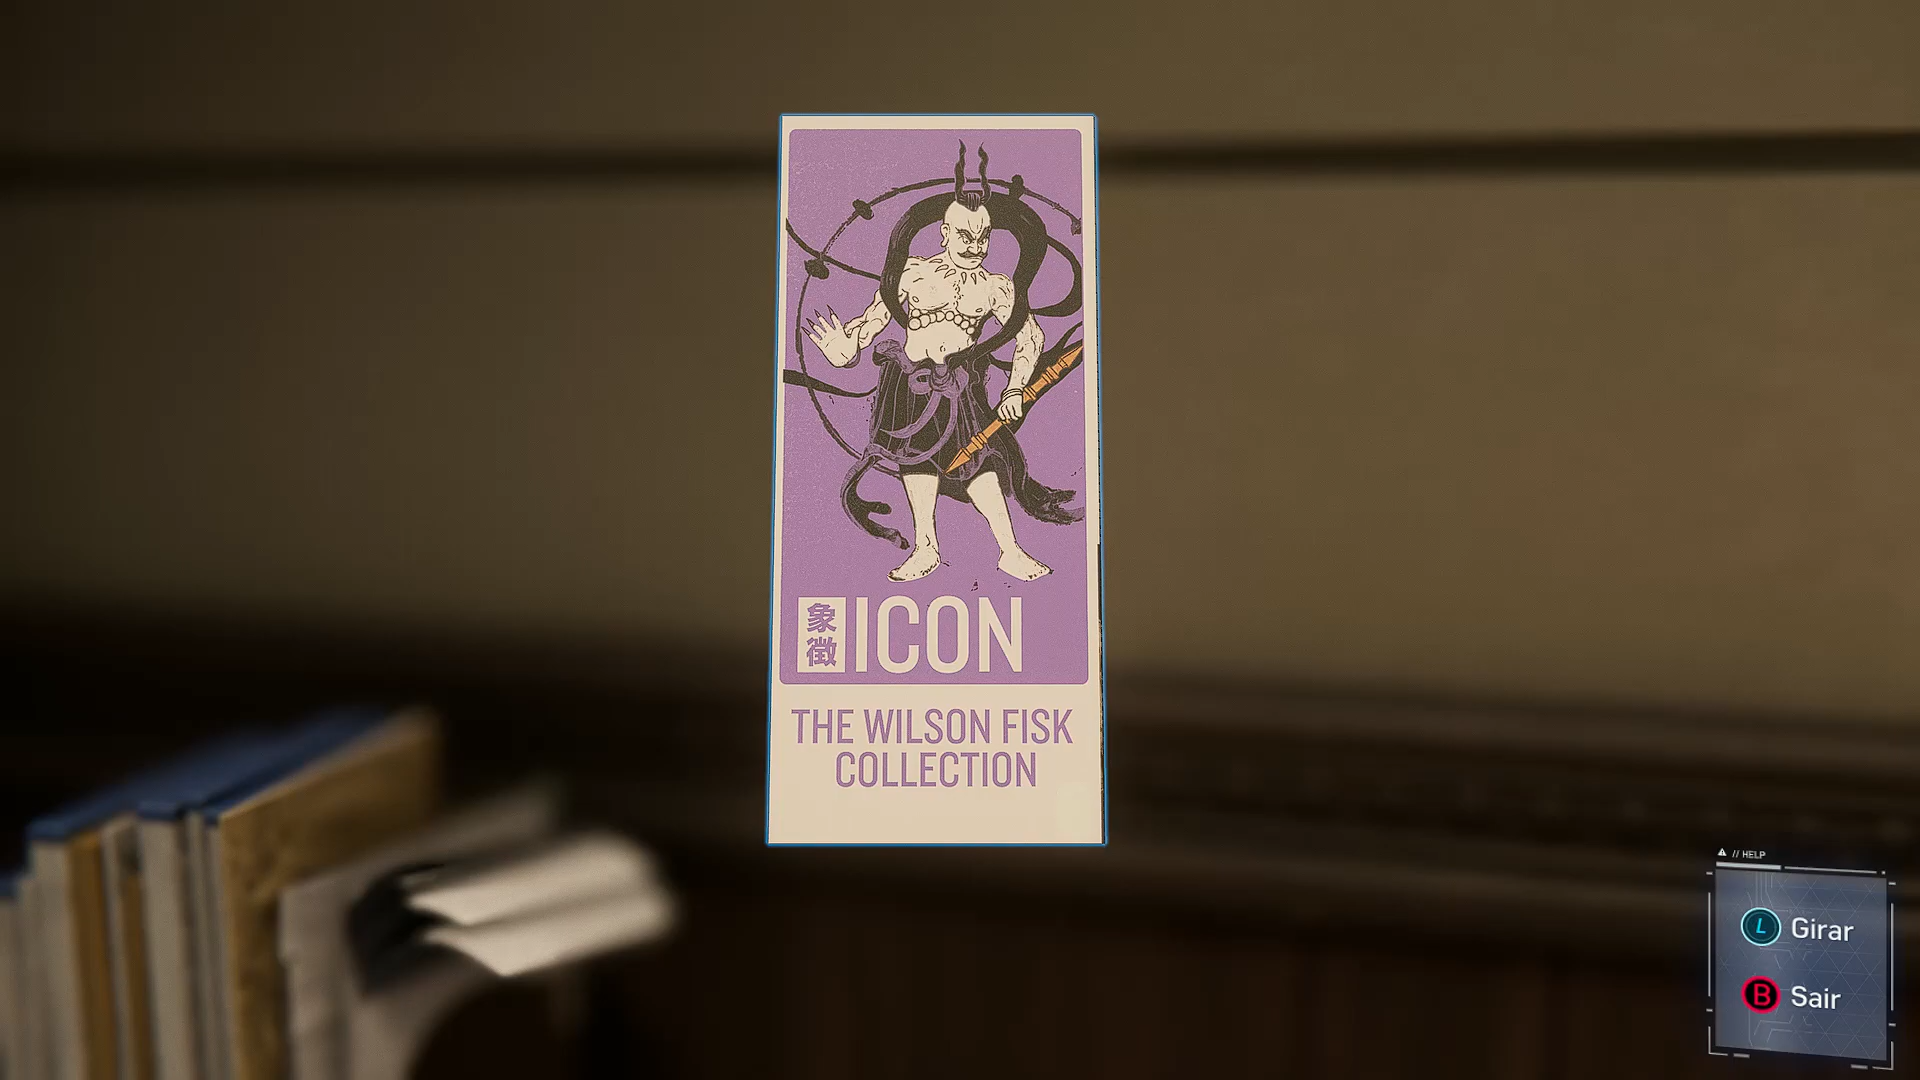 象
徴
ICON
THE WILSON FISK
COLLECTION
// HELP
L Girar
B Sair